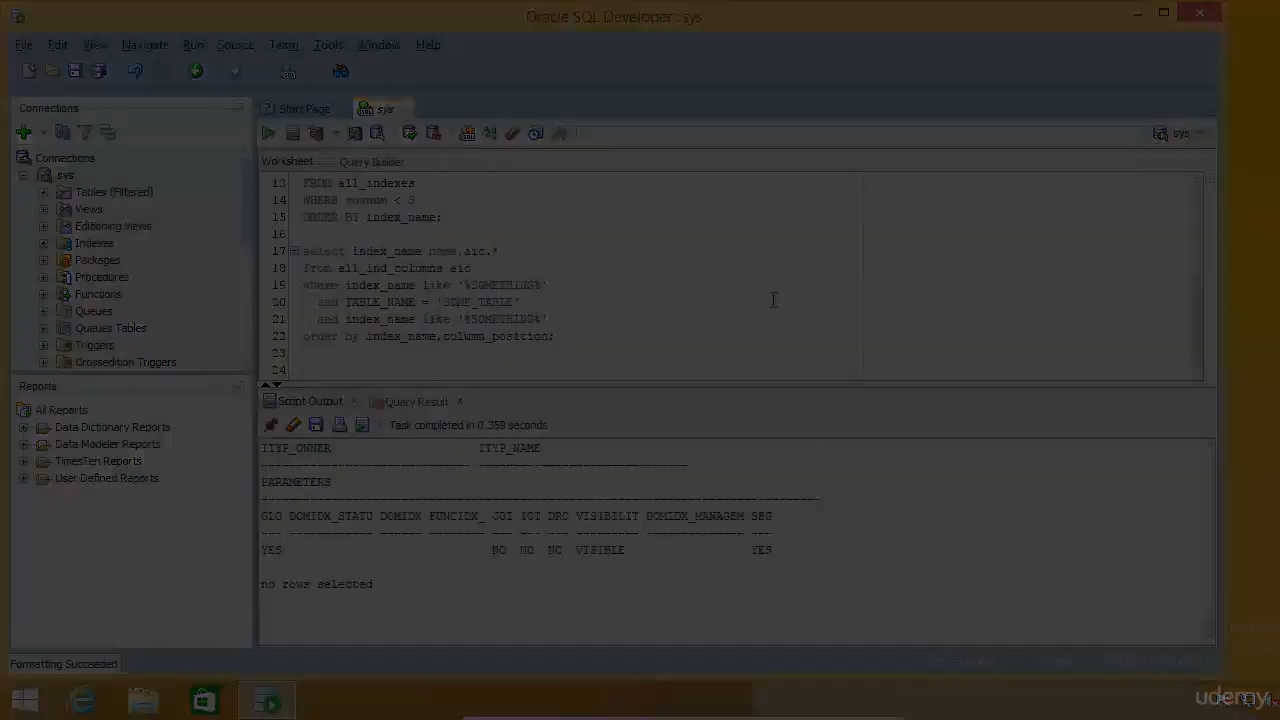 Oracle SQL Developer : sys
File Edit View Navigate Run Source Team Tools Window Help
Connections
Start Page
sys
sys
Worksheet Query Builder
Connections
sys
Tables (Filtered)
Views
Editioning Views
Indexes
Packages
Procedures
Functions
Queues
Queues Tables
Triggers
Crossedition Triggers
13 FROM all_indexes
14 WHERE rownum < 5
15 ORDER BY index_name;
16
17 select index_name name,aic.*
18 from all_ind_columns aic
19 where index_name like '%SOMETHING%'
20 and TABLE_NAME = 'SOME_TABLE'
21 and index_name like '%SOMETHING%'
22 order by index_name,column_position;
23
24
Reports
All Reports
Data Dictionary Reports
Data Modeler Reports
TimesTen Reports
User Defined Reports
Script Output × Query Result ×
Task completed in 0.359 seconds
ITYP_OWNER ITYP_NAME
PARAMETERS
GLO DOMIDX_STATU DOMIDX FUNCIDX_ JOI IOT DRO VISIBILIT DOMIDX_MANAGEM SEG
YES NO NO NO VISIBLE YES
no rows selected
Formatting Succeeded
udemy